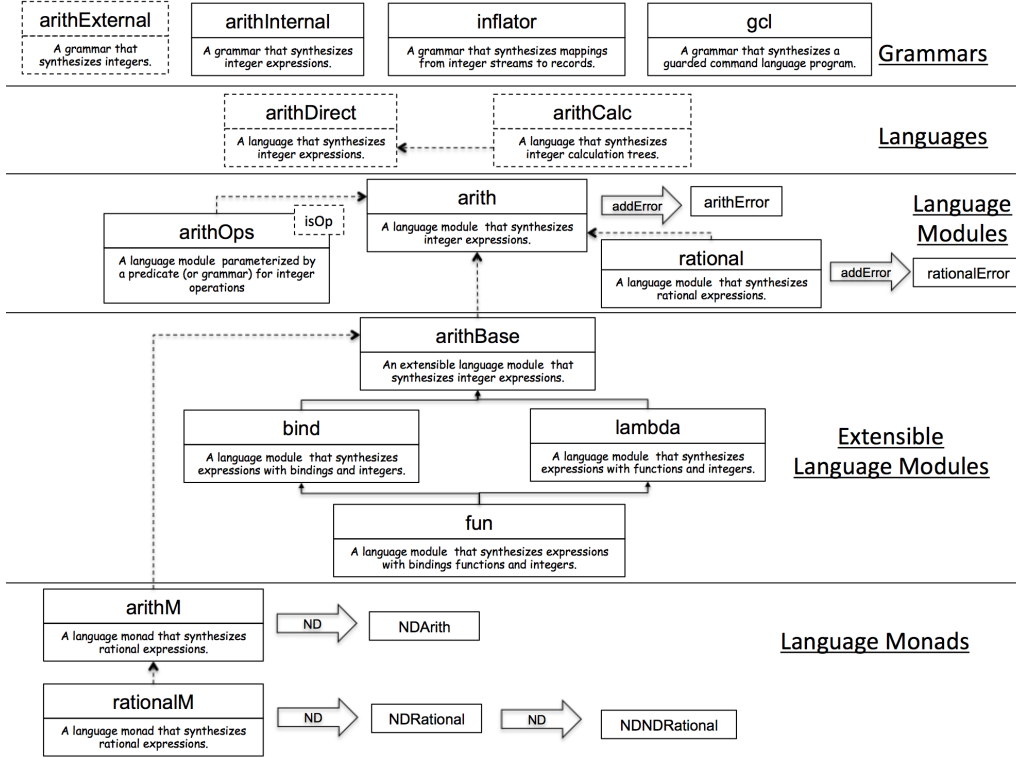 arithExternal
A grammar that
synthesizes integers.
arithInternal
A grammar that synthesizes
integer expressions.
inflator
A grammar that synthesizes mappings
from integer streams to records.
gcl
A grammar that synthesizes a
guarded command language program.
Grammars
arithDirect
A language that synthesizes
integer expressions.
arithCalc
A language that synthesizes
integer calculation trees.
Languages
arithOps
isOp
A language module parameterized by
a predicate (or grammar) for integer
operations
arith
A language module that synthesizes
integer expressions.
addError
arithError
rational
A language module that synthesizes
rational expressions.
addError
rationalError
Language
Modules
arithBase
An extensible language module that
synthesizes integer expressions.
bind
A language module that synthesizes
expressions with bindings and integers.
lambda
A language module that synthesizes
expressions with functions and integers.
fun
A language module that synthesizes expressions
with bindings functions and integers.
Extensible
Language Modules
arithM
A language monad that synthesizes
rational expressions.
ND
NDArith
Language Monads
rationalM
A language monad that synthesizes
rational expressions.
ND
NDRational
ND
NDNDRational